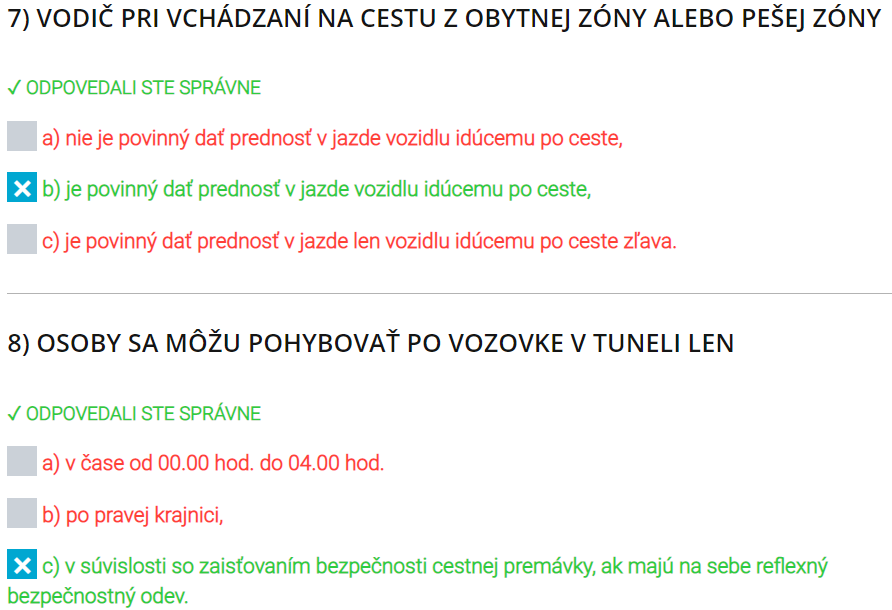 7) VODIČ PRI VCHÁDZANÍ NA CESTU Z OBYTNEJ ZÓNY ALEBO PEŠEJ ZÓNY
✓ ODPOVEDALI STE SPRÁVNE
a) nie je povinný dať prednosť v jazde vozidlu idúcemu po ceste,
b) je povinný dať prednosť v jazde vozidlu idúcemu po ceste,
c) je povinný dať prednosť v jazde len vozidlu idúcemu po ceste zľava.
8) OSOBY SA MÔŽU POHYBOVAŤ PO VOZOVKE V TUNELI LEN
✓ ODPOVEDALI STE SPRÁVNE
a) v čase od 00.00 hod. do 04.00 hod.
b) po pravej krajnici,
c) v súvislosti so zaisťovaním bezpečnosti cestnej premávky, ak majú na sebe reflexný
bezpečnostný odev.